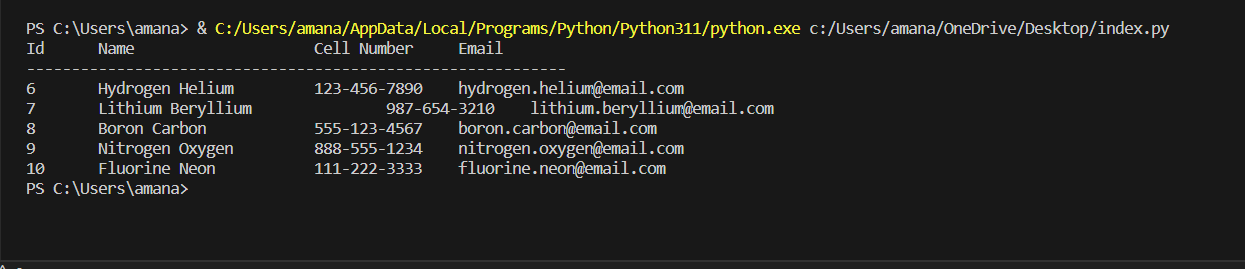 PS C:\Users\amana> & C:/Users/amana/AppData/Local/Programs/Python/Python311/python.exe c:/Users/amana/OneDrive/Desktop/index.py
Id      Name                    Cell Number     Email
------------------------------------------------------------
6       Hydrogen Helium         123-456-7890    hydrogen.helium@email.com
7       Lithium Beryllium               987-654-3210    lithium.beryllium@email.com
8       Boron Carbon            555-123-4567    boron.carbon@email.com
9       Nitrogen Oxygen         888-555-1234    nitrogen.oxygen@email.com
10      Fluorine Neon           111-222-3333    fluorine.neon@email.com
PS C:\Users\amana>